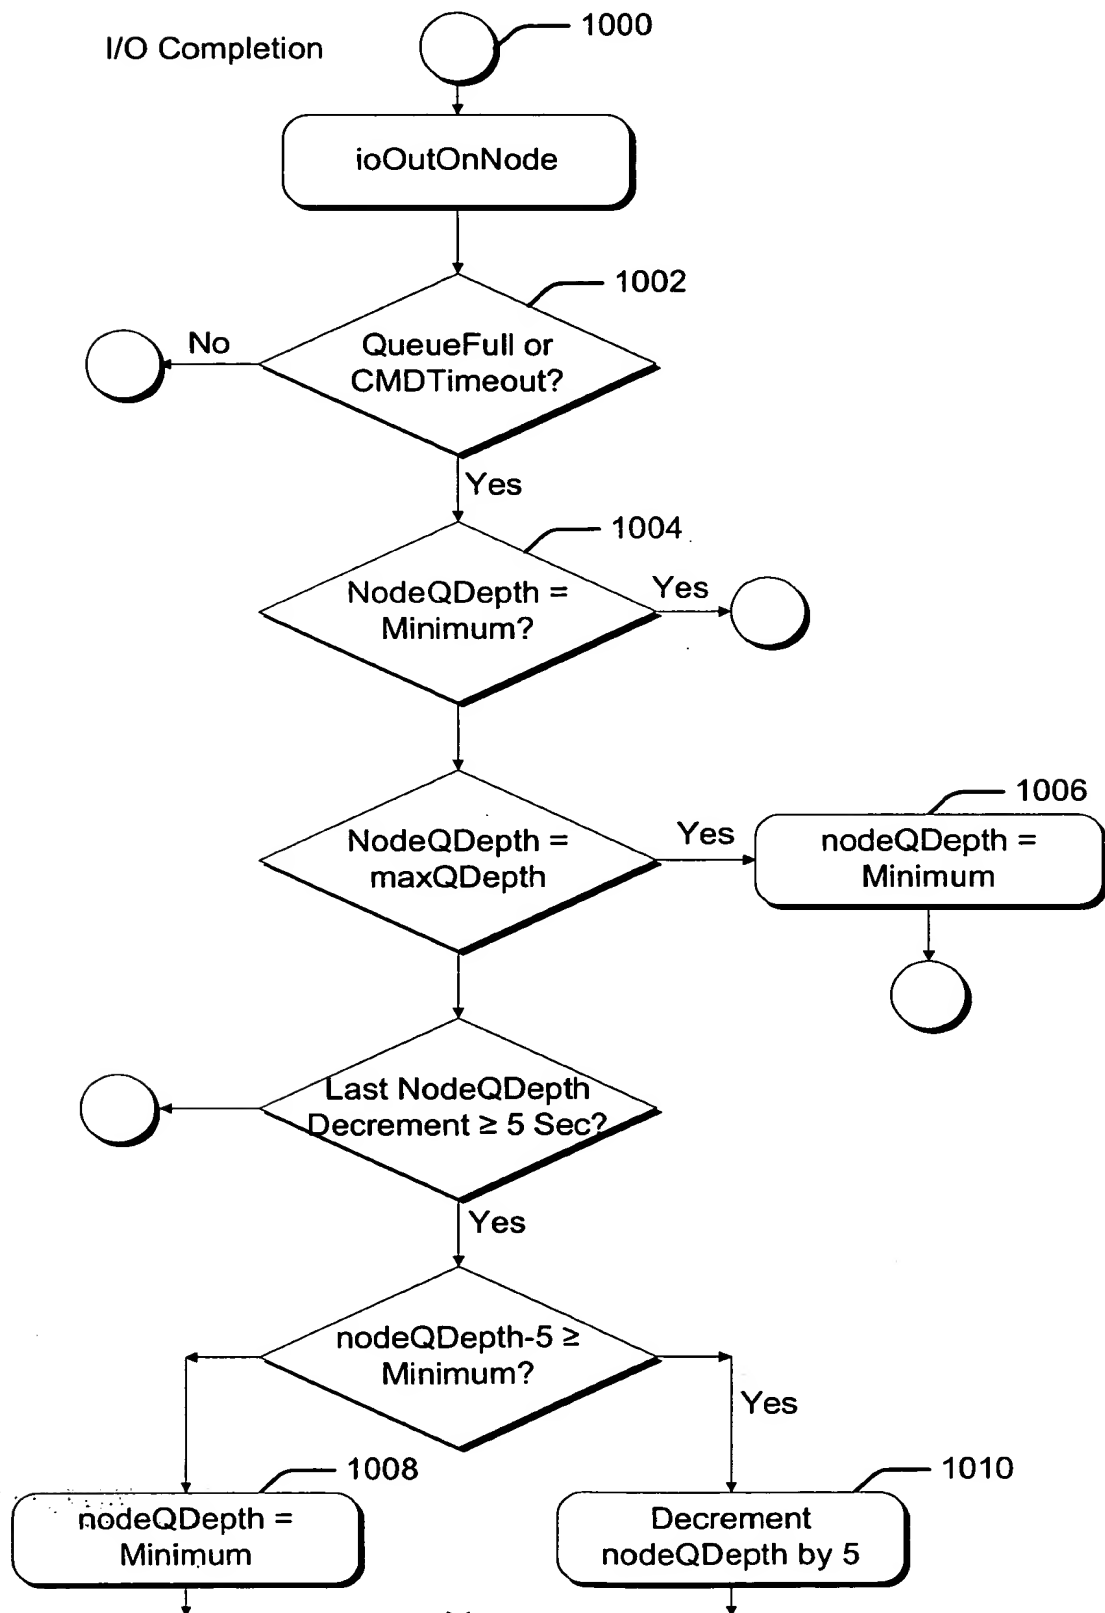 1000
I/O Completion
ioOutOnNode
1002
No
QueueFull or
CMDTimeout?
Yes
1004
NodeQDepth =
Minimum?
Yes
1006
NodeQDepth =
maxQDepth
Yes
nodeQDepth =
Minimum
Last NodeQDepth
Decrement ≥ 5 Sec?
Yes
nodeQDepth-5 ≥
Minimum?
Yes
1008
1010
nodeQDepth =
Minimum
Decrement
nodeQDepth by 5